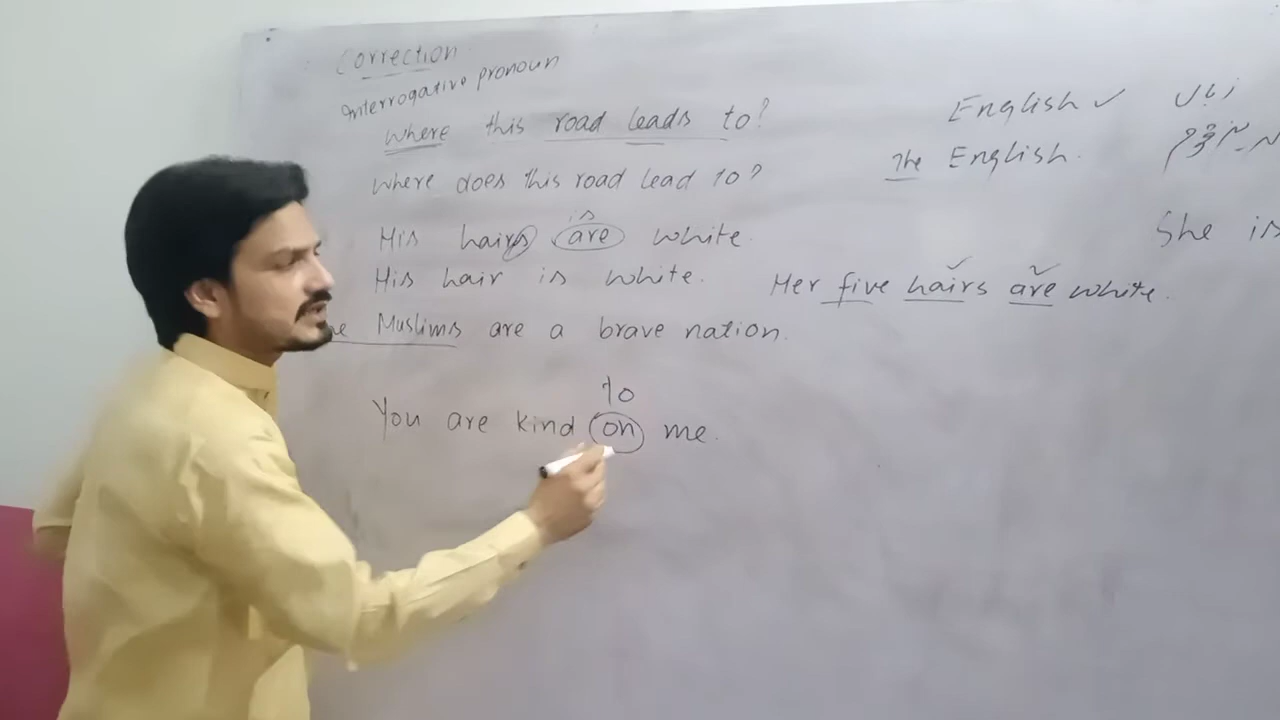 Correction
Interrogative pronoun
Where this road leads to?
Where does this road lead to?
is
His hairs are white.
His hair is white.
Muslims are a brave nation.
to
You are kind on me.
English ✓
زبان
The English.
She is
Her five hairs are white.